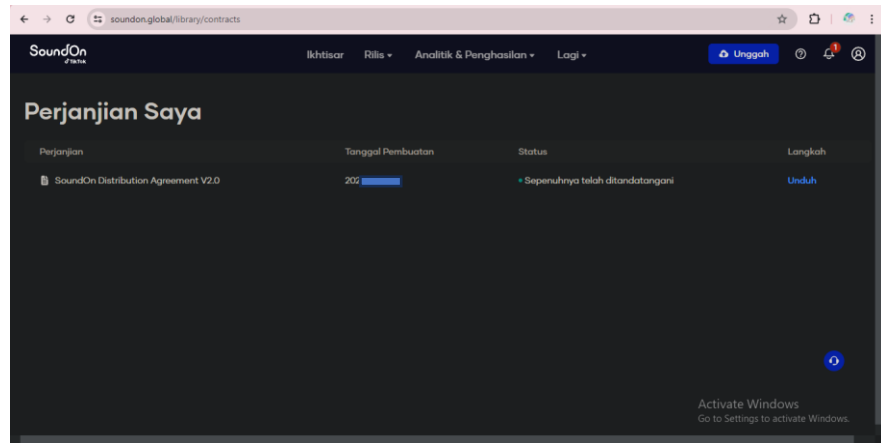 soundon.global/library/contracts
SoundOn
TikTok
Ikhtisar Rilis Analitik & Penghasilan Lagi Unggah 1
Perjanjian Saya
Perjanjian Tanggal Pembuatan Status Langkah
SoundOn Distribution Agreement V2.0 202 Sepenuhnya telah ditandatangani Unduh
Activate Windows
Go to Settings to activate Windows.